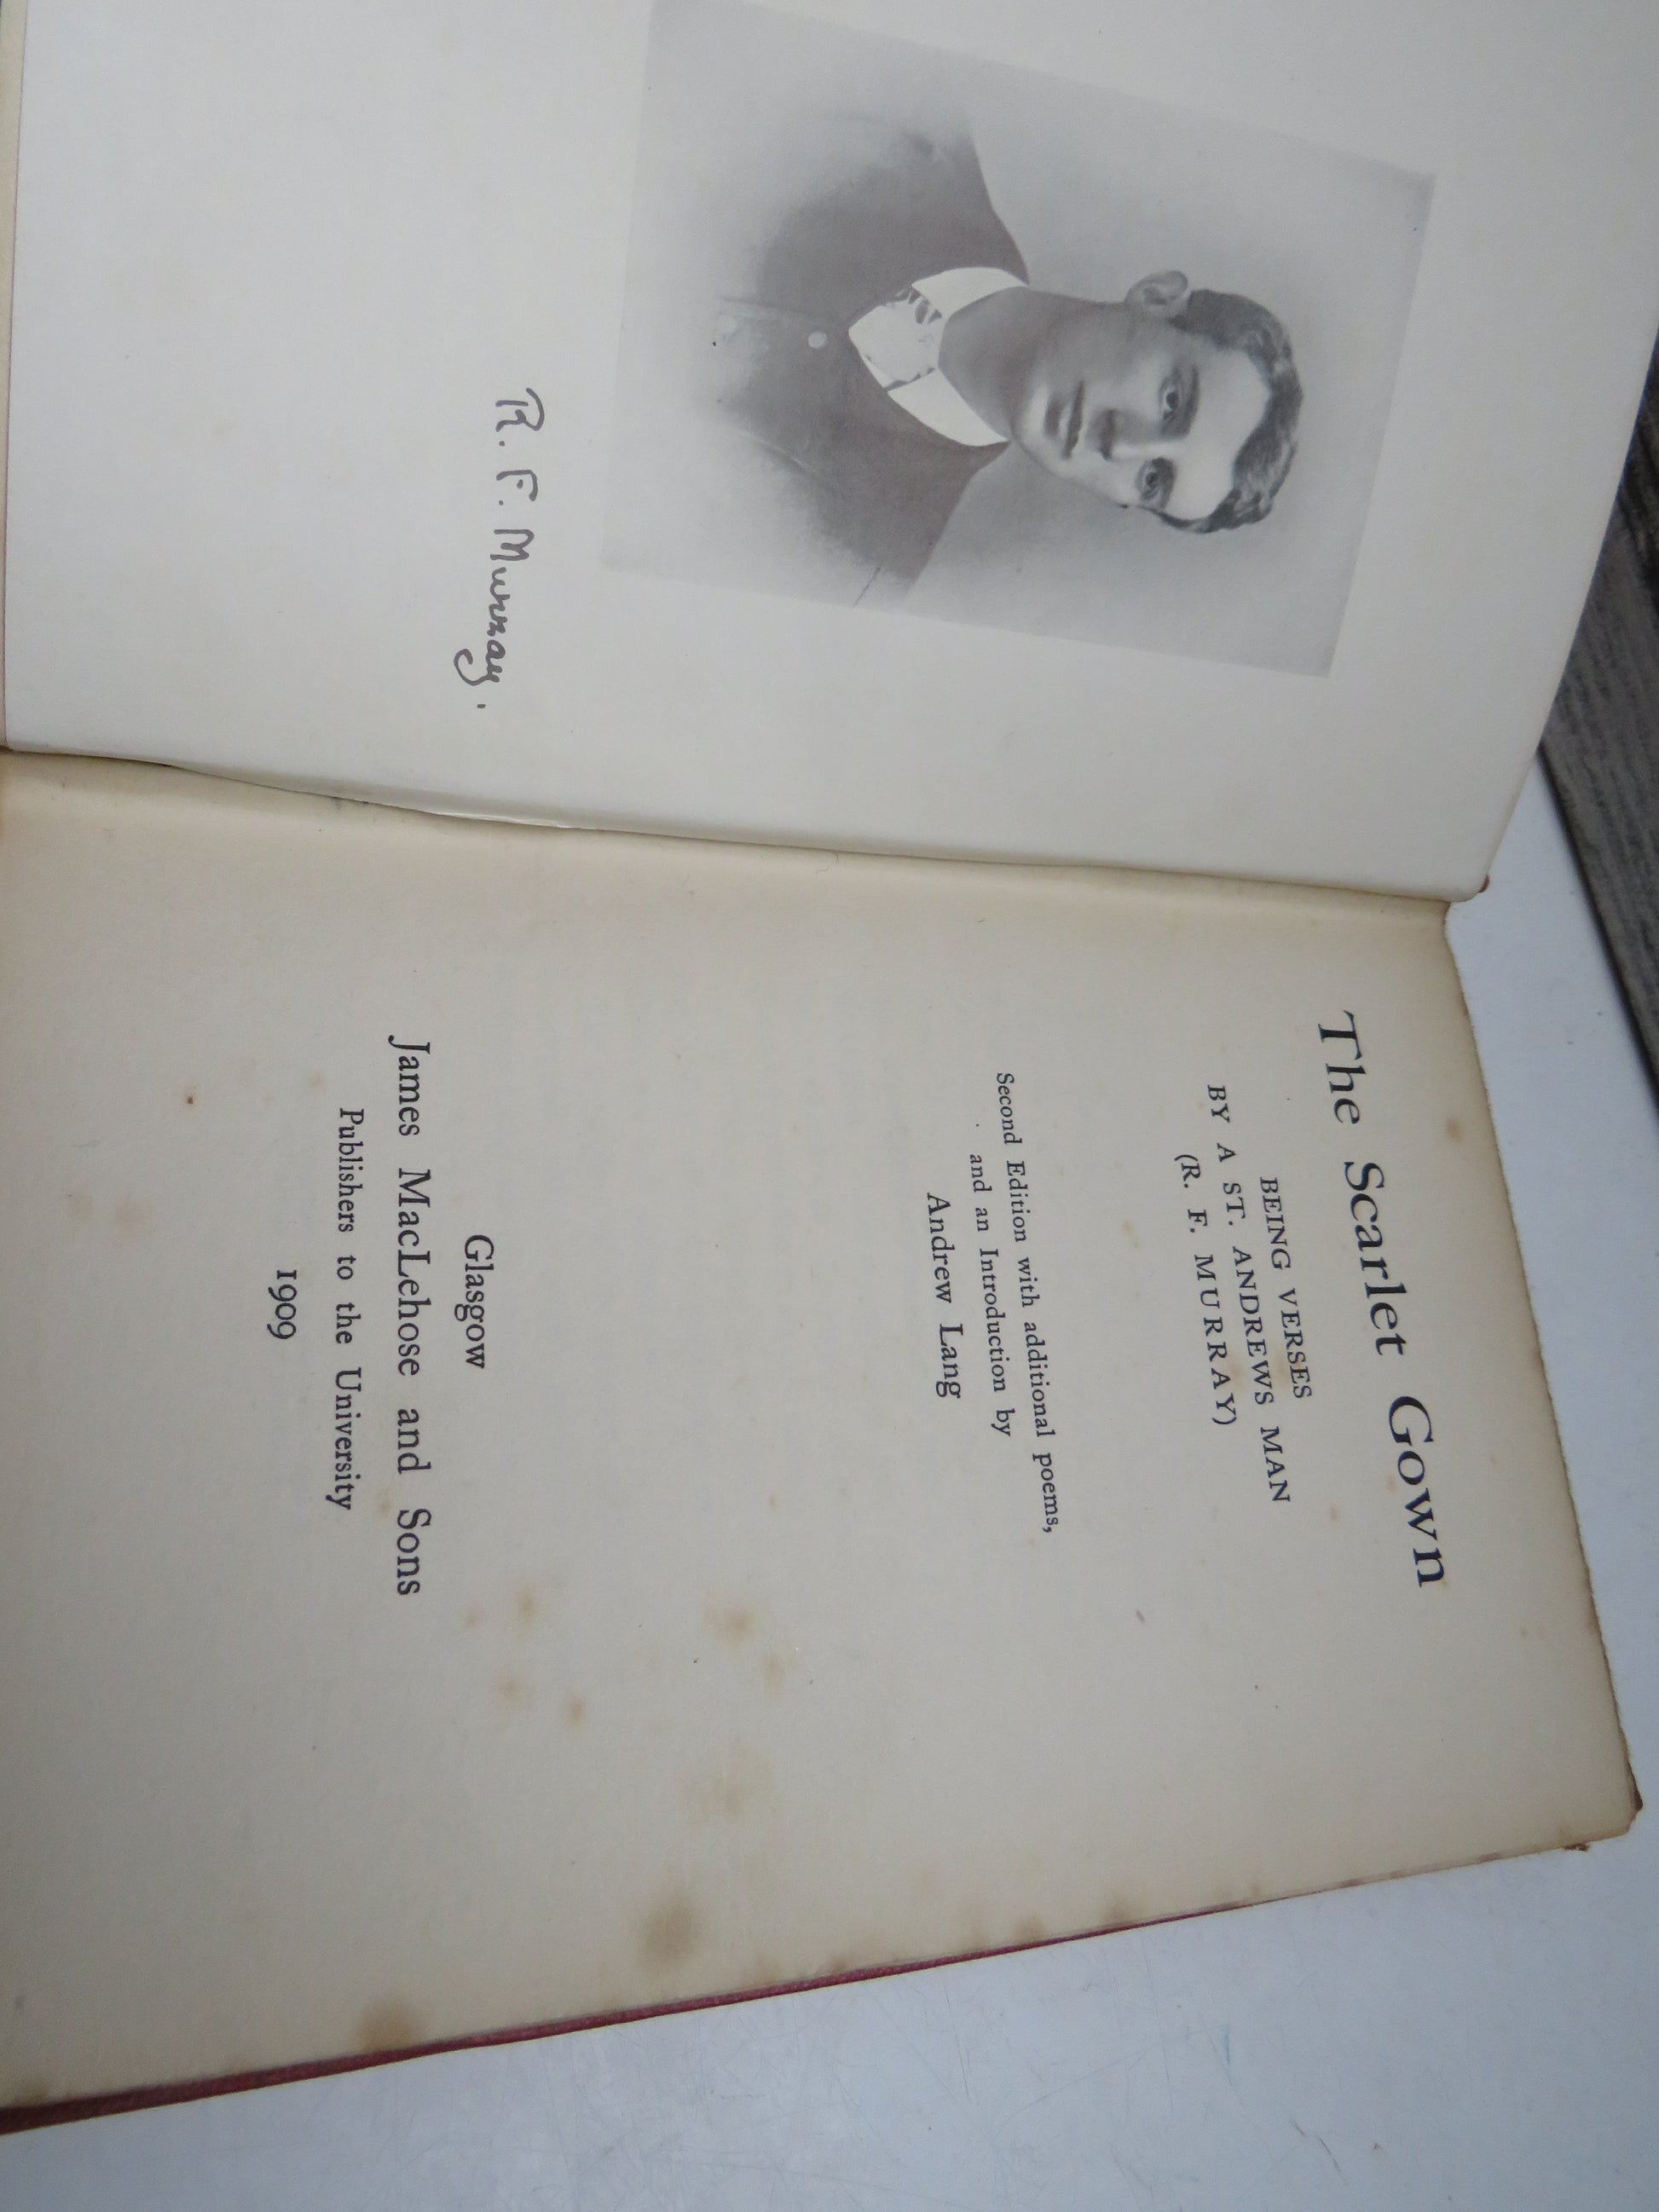 R. F. Murray.
The Scarlet Gown
BEING VERSES
BY A ST. ANDREWS MAN
(R. F. MURRAY)
Second Edition with additional poems,
and an Introduction by
Andrew Lang
Glasgow
James MacLehose and Sons
Publishers to the University
1909